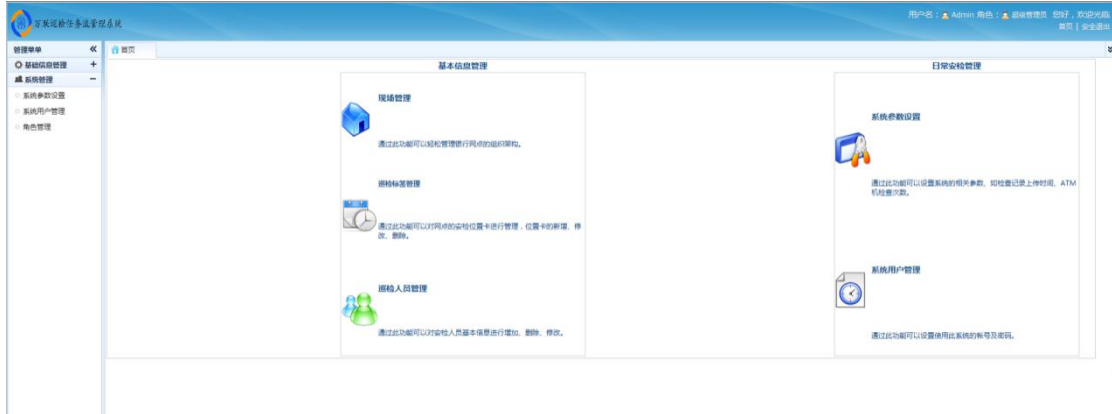 万跃巡检任务监管理系统
用户名： Admin 角色： 超级管理员 您好，欢迎光临
首页 | 安全退出
管理菜单
首页
基础信息管理
系统管理
系统参数设置
系统用户管理
角色管理
基本信息管理
现场管理
通过此功能可以轻松管理银行网点的组织架构。
巡检标签管理
通过此功能可以对网点的安检位置卡进行管理，位置卡的新增、修
改、删除。
巡检人员管理
通过此功能可以对安检人员基本信息进行增加、删除、修改。
日常安检管理
系统参数设置
通过此功能可以设置系统的相关参数，如检查记录上传时间、ATM
机检查次数。
系统用户管理
通过此功能可以设置使用此系统的帐号及密码。